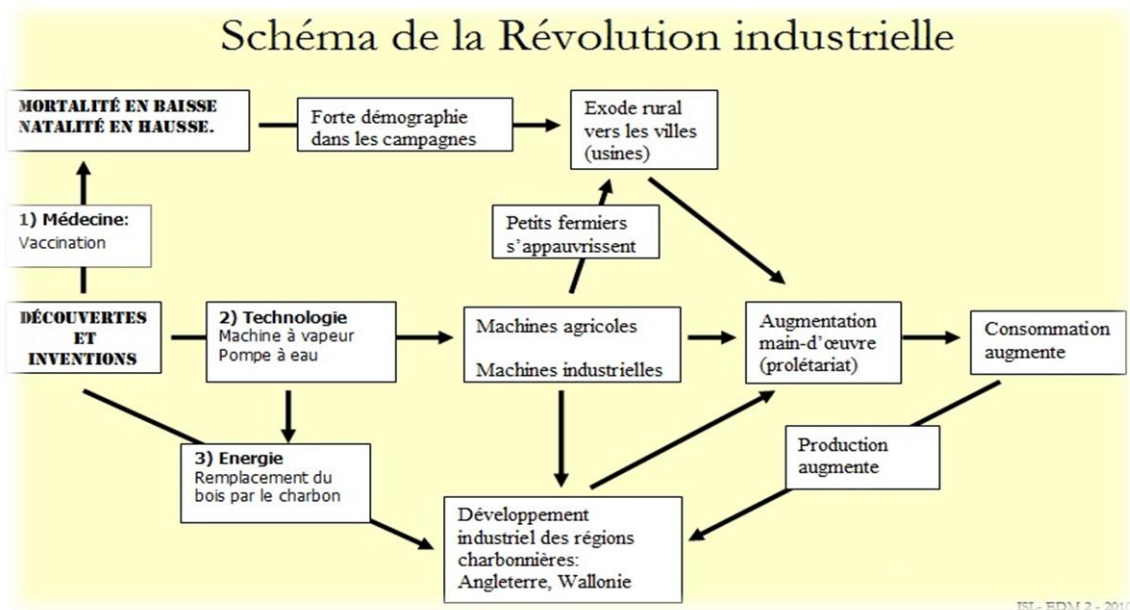 Schéma de la Révolution industrielle
MORTALITÉ EN BAISSE
NATALITÉ EN HAUSSE.
Forte démographie
dans les campagnes
Exode rural
vers les villes
(usines)
1) Médecine:
Vaccination
Petits fermiers
s'appauvrissent
DÉCOUVERTES
ET
INVENTIONS
2) Technologie
Machine à vapeur
Pompe à eau
Machines agricoles
Machines industrielles
Augmentation
main-d'œuvre
(prolétariat)
Consommation
augmente
3) Energie
Remplacement du
bois par le charbon
Production
augmente
Développement
industriel des régions
charbonnières:
Angleterre, Wallonie
EDM 2 -